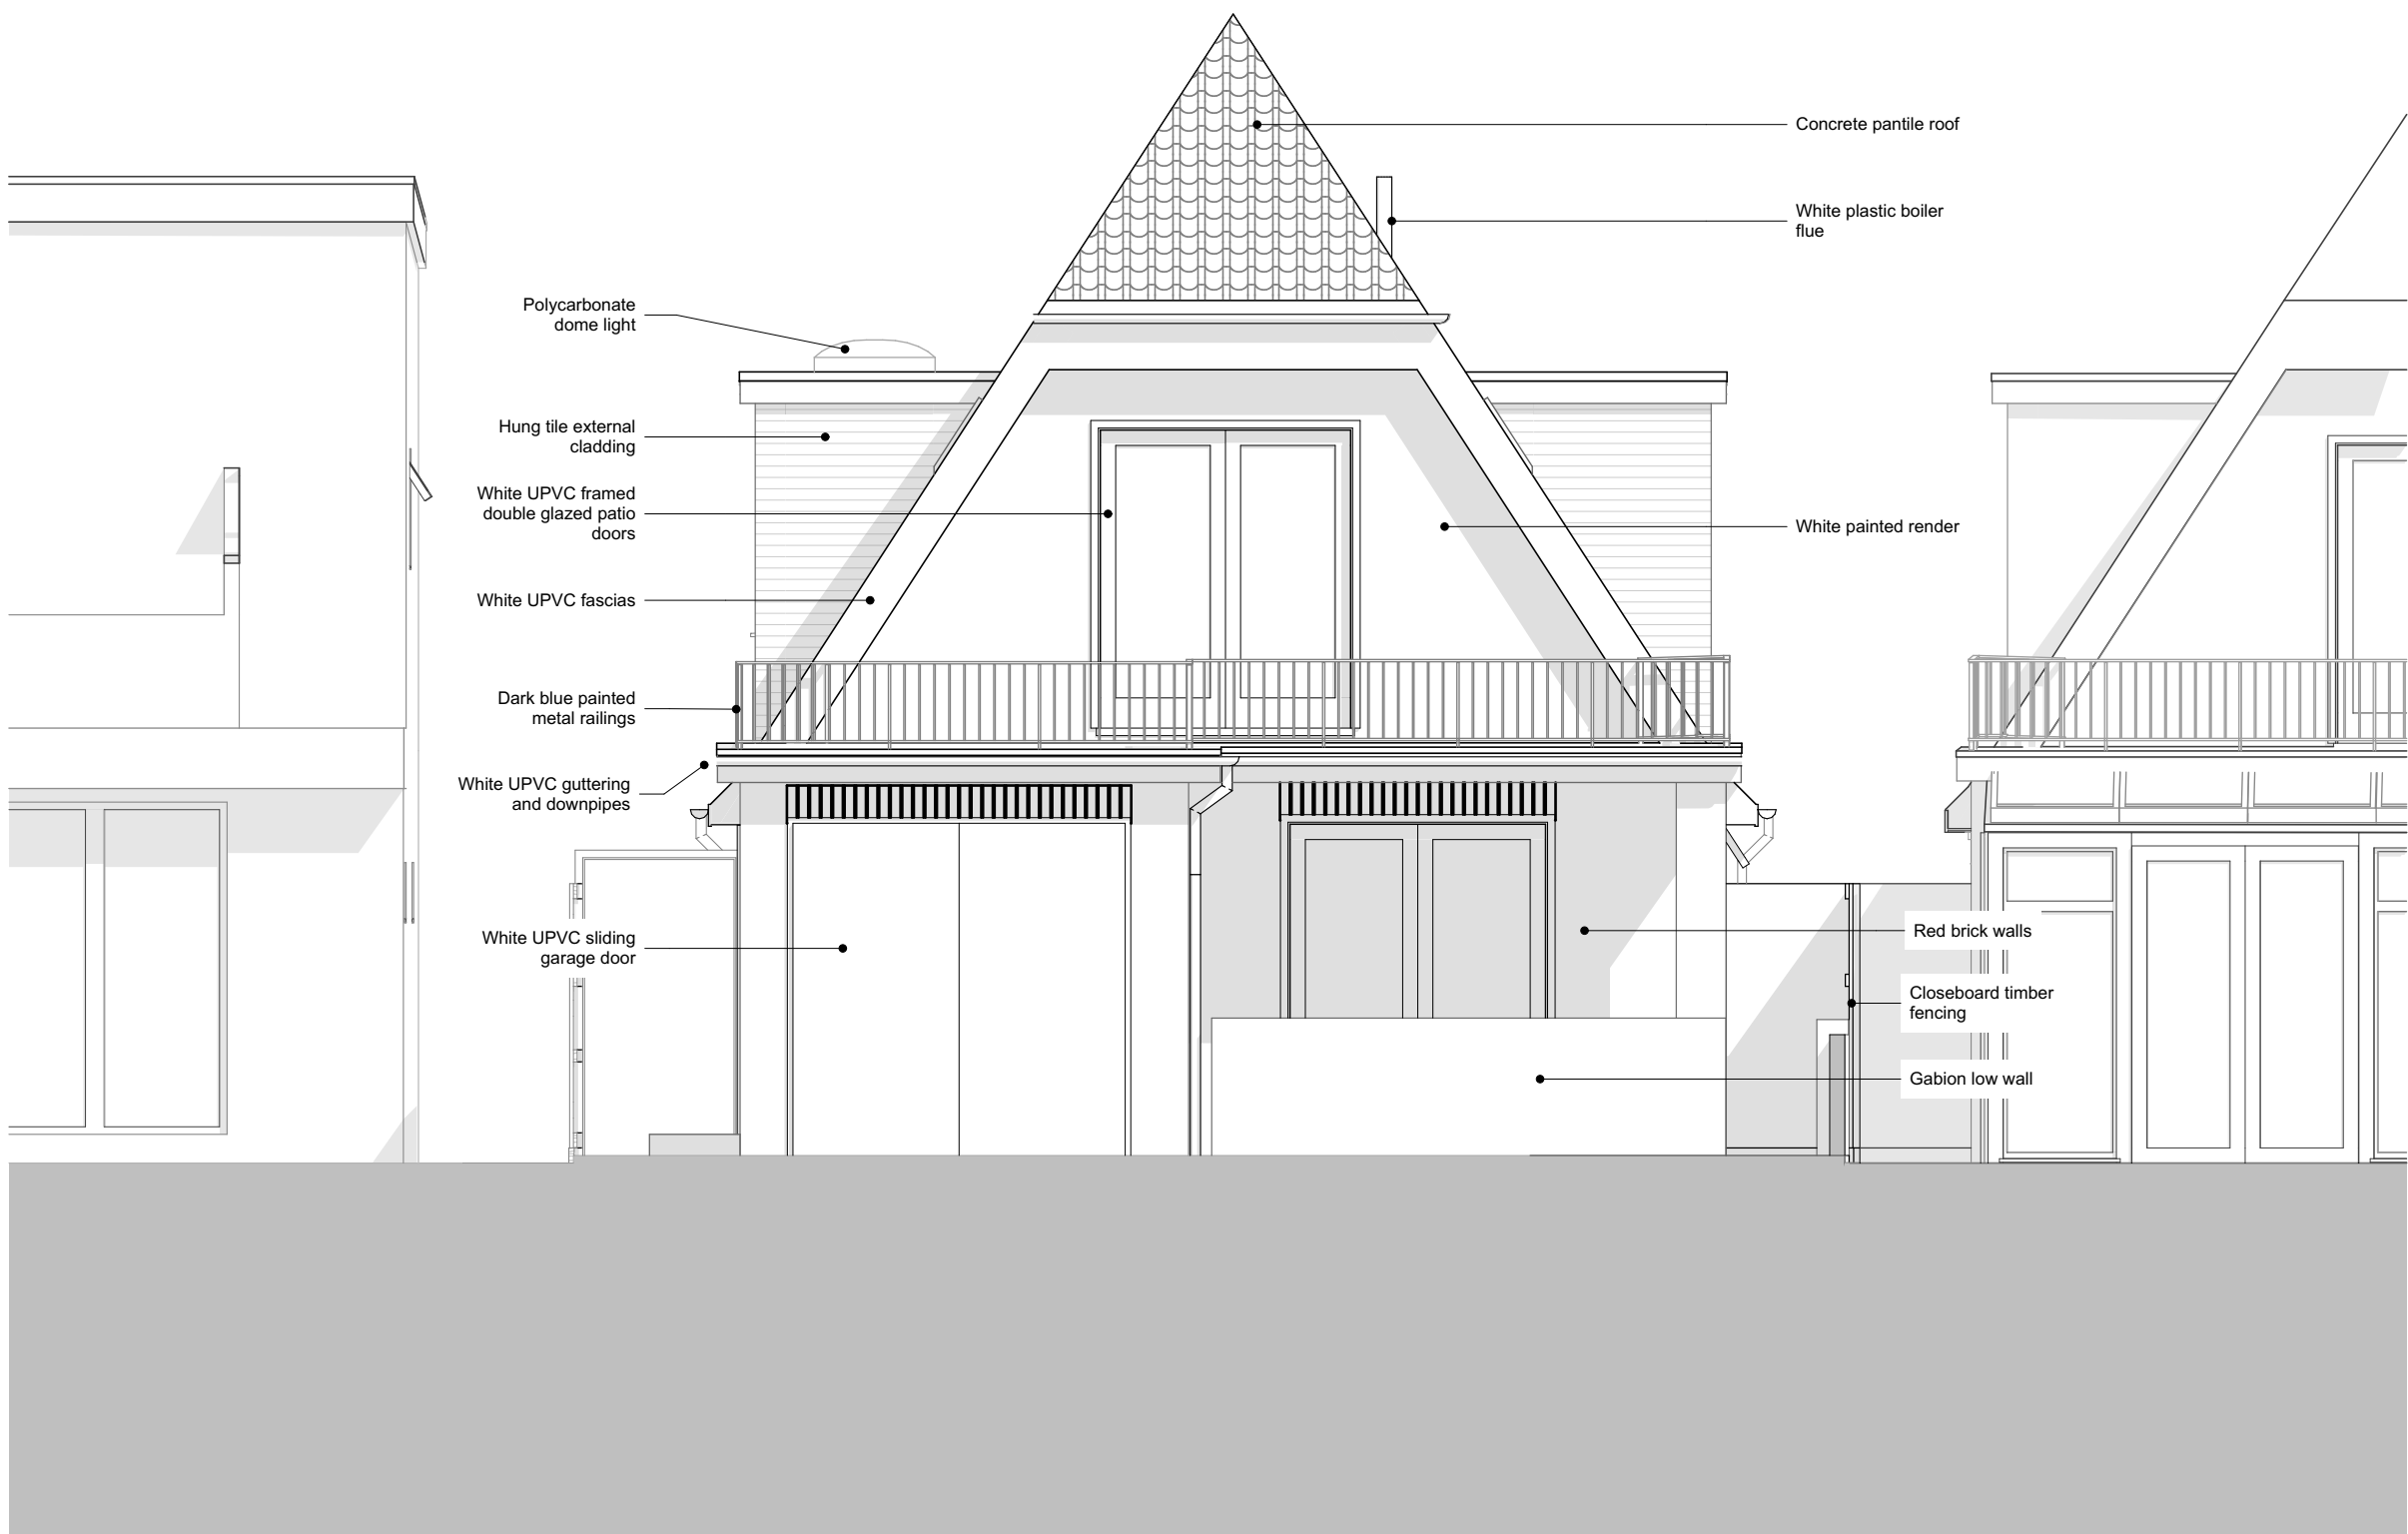 Concrete pantile roof
White plastic boiler
flue
Polycarbonate
dome light
Hung tile external
cladding
White UPVC framed
double glazed patio
doors
White painted render
White UPVC fascias
Dark blue painted
metal railings
White UPVC guttering
and downpipes
White UPVC sliding
garage door
Red brick walls
Closeboard timber
fencing
Gabion low wall